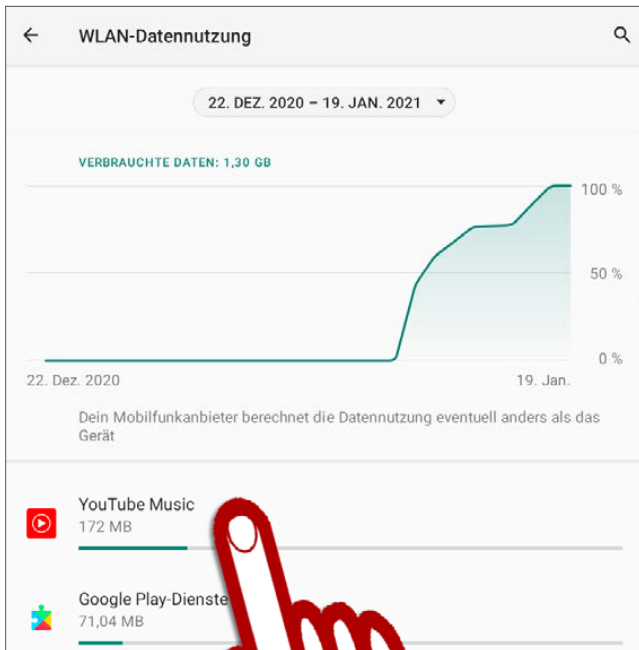 WLAN-Datennutzung
22. DEZ. 2020 – 19. JAN. 2021
VERBRAUCHTE DATEN: 1,30 GB
100 %
50 %
0 %
22. Dez. 2020
19. Jan.
Dein Mobilfunkanbieter berechnet die Datennutzung eventuell anders als das
Gerät
YouTube Music
172 MB
Google Play-Dienste
71,04 MB